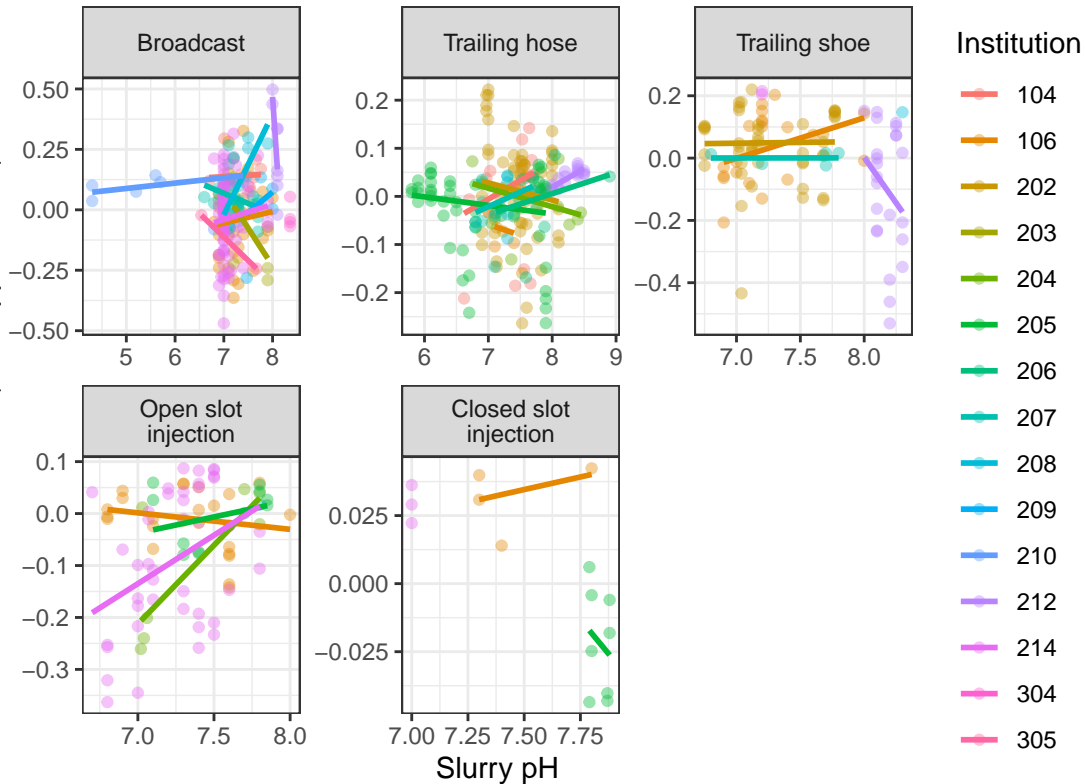 Broadcast
Trailing hose
Trailing shoe
Institution
0.50
0.25
0.00
−0.25
−0.50
5 6 7 8
0.2
0.1
0.0
−0.1
−0.2
6 7 8 9
0.2
0.0
−0.2
−0.4
7.0 7.5 8.0
Open slot
injection
Closed slot
injection
0.1
0.0
−0.1
−0.2
−0.3
7.0 7.5 8.0
0.025
0.000
−0.025
7.00 7.25 7.50 7.75
Slurry pH
104
106
202
203
204
205
206
207
208
209
210
212
214
304
305